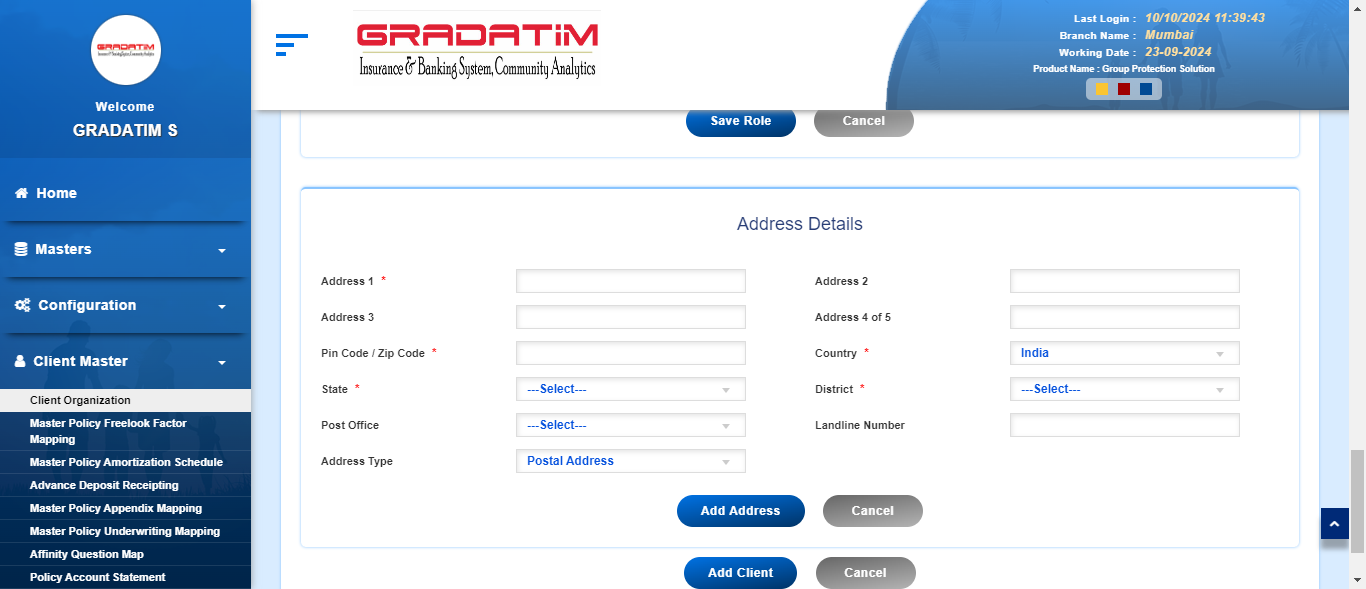 GRADATIM
Insurance & Banking System, Community Analytics
Welcome
GRADATIM S
Home
Masters
Configuration
Client Master
Client Organization
Master Policy Freelook Factor
Mapping
Master Policy Amortization Schedule
Advance Deposit Receipting
Master Policy Appendix Mapping
Master Policy Underwriting Mapping
Affinity Question Map
Policy Account Statement
GRADATIM
Insurance & Banking System, Community Analytics
Last Login : 10/10/2024 11:39:43
Branch Name : Mumbai
Working Date : 23-09-2024
Product Name : Group Protection Solution
Save Role Cancel
Address Details
Address 1 * Address 2
Address 3 Address 4 of 5
Pin Code / Zip Code * Country * India
State * ---Select--- District * ---Select---
Post Office ---Select--- Landline Number
Address Type Postal Address
Add Address Cancel
Add Client Cancel